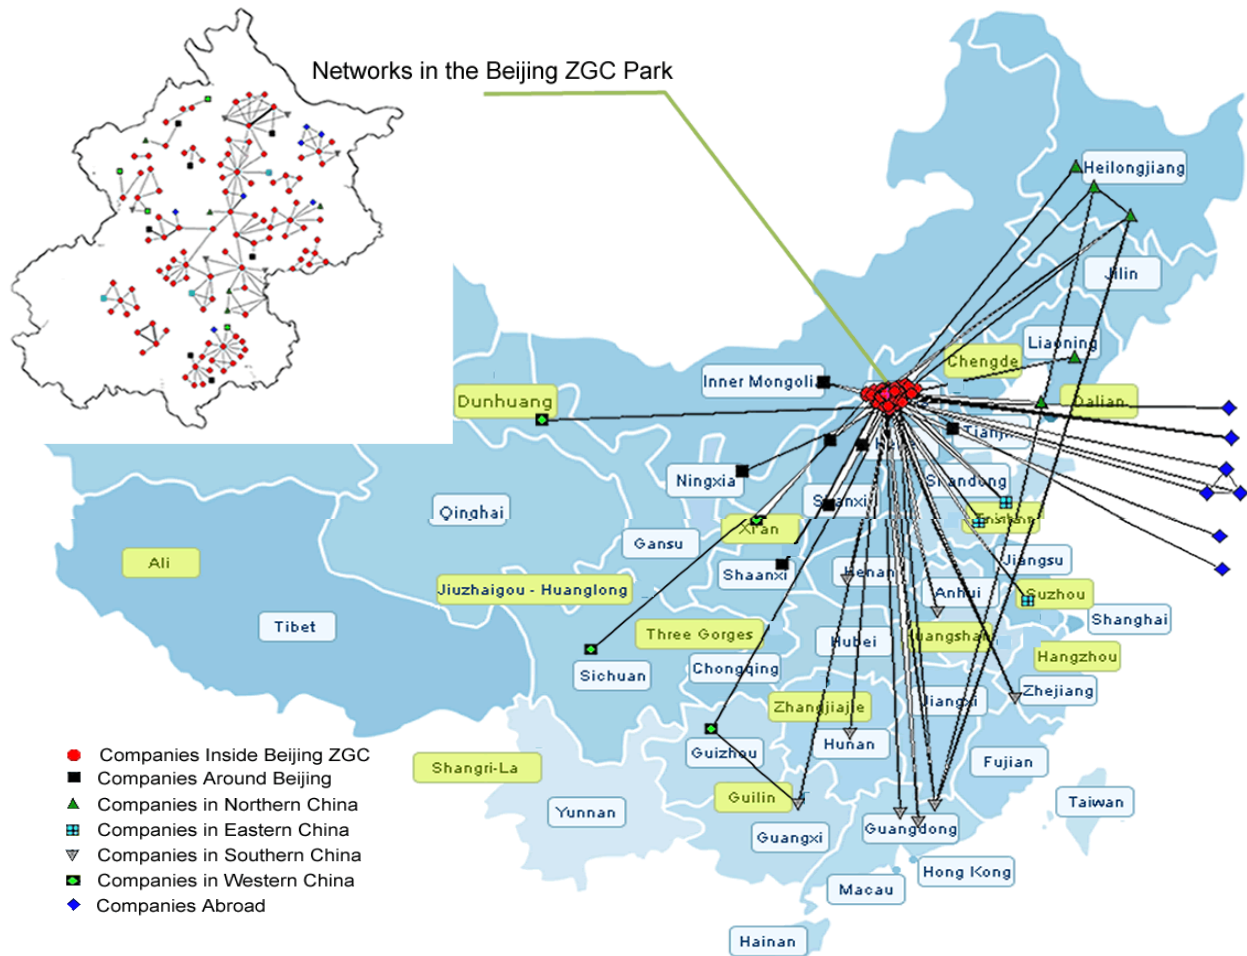 Networks in the Beijing ZGC Park
Heilongjiang
Jilin
Liaoning
Chengde
Inner Mongolia
Dunhuang
Dalian
Ningxia
Shandong
Qinghai
Xi'an
Gansu
Ali
Shaanxi
Henan
Jiangsu
Jiuzhaigou - Huanglong
Anhui
Suzhou
Tibet
Three Gorges
Hubei
Shanghai
Hangzhou
Chongqing
Sichuan
Zhejiang
Jiangxi
Zhangjiajie
Hunan
Guizhou
Fujian
Companies Inside Beijing ZGC
Companies Around Beijing
Shangri-La
Guilin
Companies in Northern China
Yunnan
Taiwan
Companies in Eastern China
Guangxi
Guangdong
Companies in Southern China
Hong Kong
Companies in Western China
Macau
Companies Abroad
Hainan